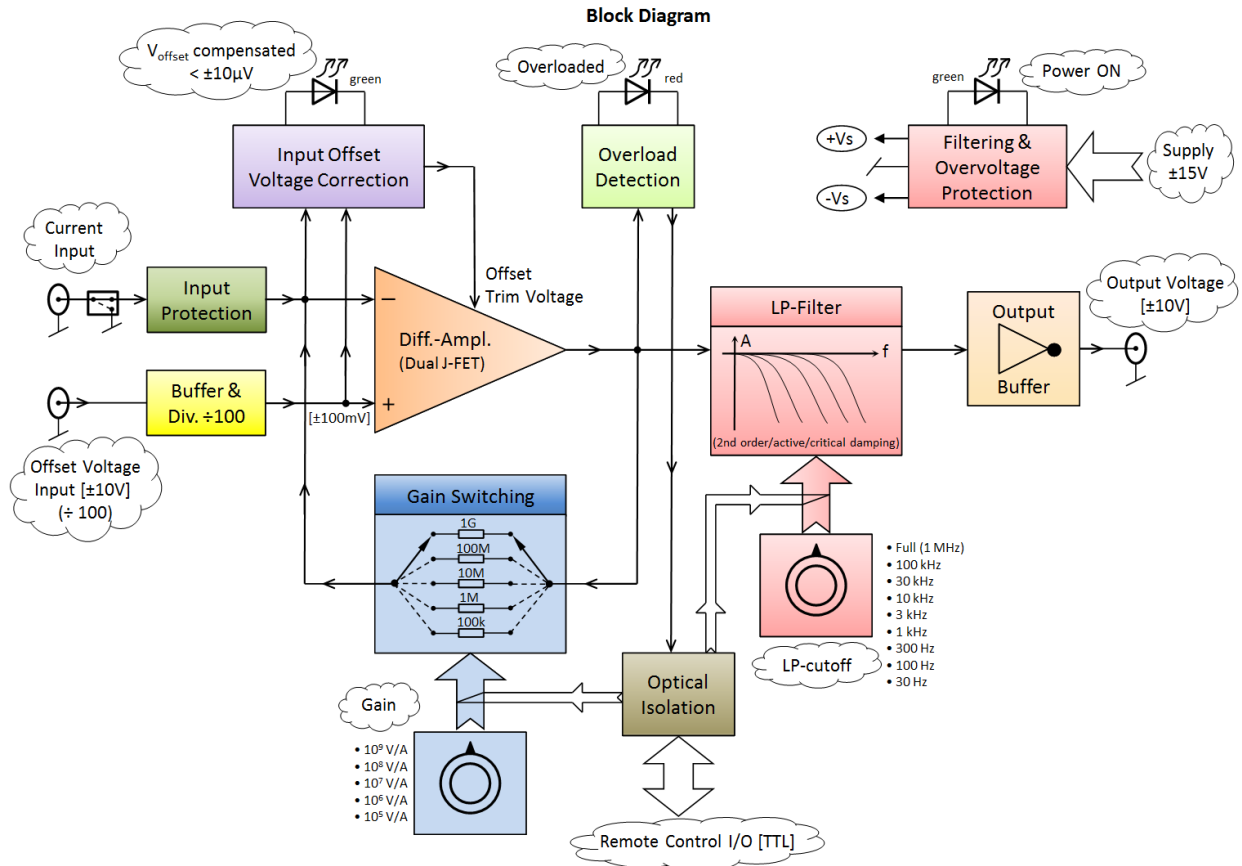 Block Diagram
V offset compensated
< ±10µV
green
Overloaded
red
green
Power ON
Input Offset
Voltage Correction
Overload
Detection
+Vs
-Vs
Filtering &
Overvoltage
Protection
Supply
±15V
Current
Input
Input
Protection
Offset
Trim Voltage
−
Diff.-Ampl.
(Dual J-FET)
+
LP-Filter
A
f
(2nd order/active/critical damping)
Output
Buffer
Output Voltage
[±10V]
Buffer &
Div. ÷100
[±100mV]
Offset Voltage
Input [±10V]
(÷ 100)
Gain Switching
1G
100M
10M
1M
100k
• Full (1 MHz)
• 100 kHz
• 30 kHz
• 10 kHz
• 3 kHz
• 1 kHz
• 300 Hz
• 100 Hz
• 30 Hz
LP-cutoff
Optical
Isolation
Gain
• 10⁹ V/A
• 10⁸ V/A
• 10⁷ V/A
• 10⁶ V/A
• 10⁵ V/A
Remote Control I/O [TTL]